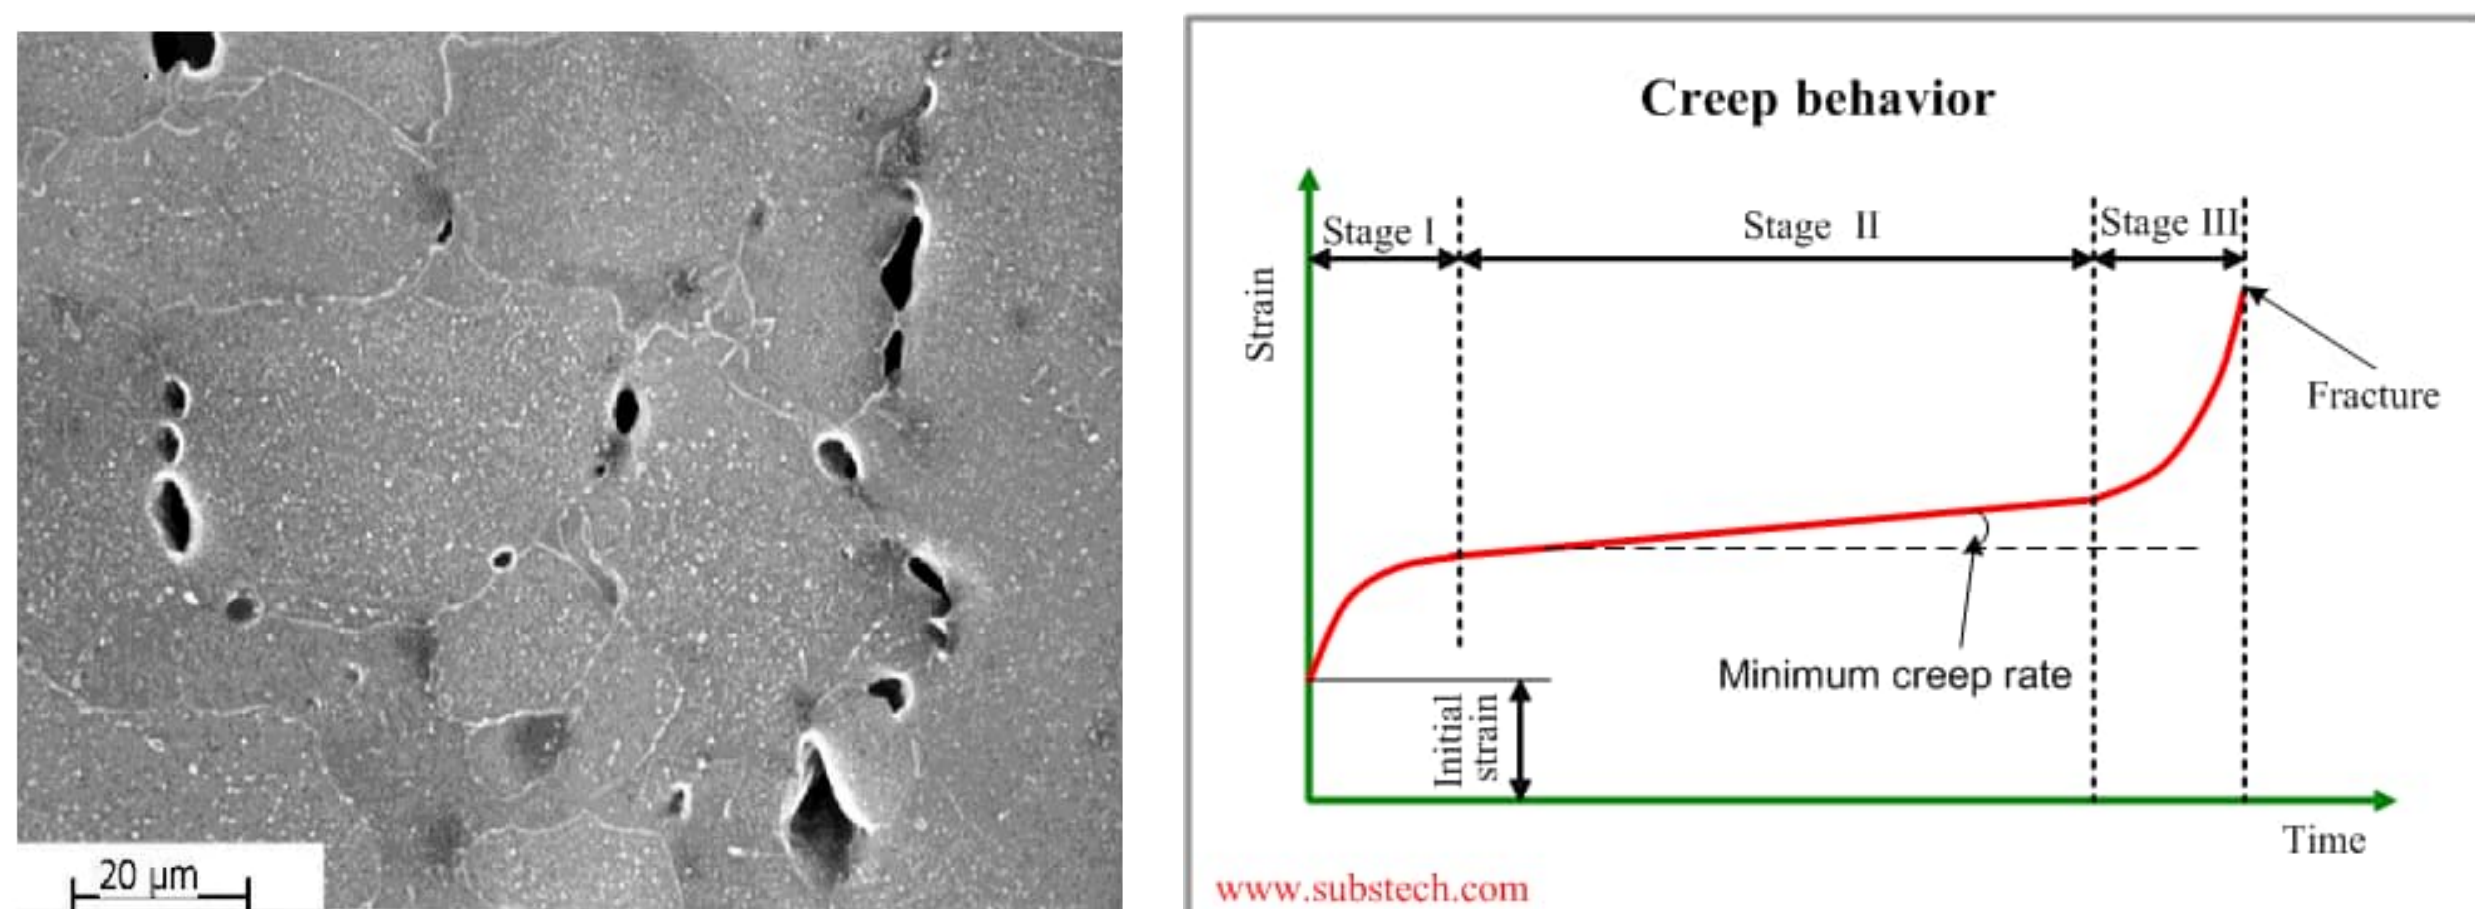 20 µm
Creep behavior
Stage I
Stage II
Stage III
Strain
Fracture
Minimum creep rate
Initial
strain
Time
www.substech.com